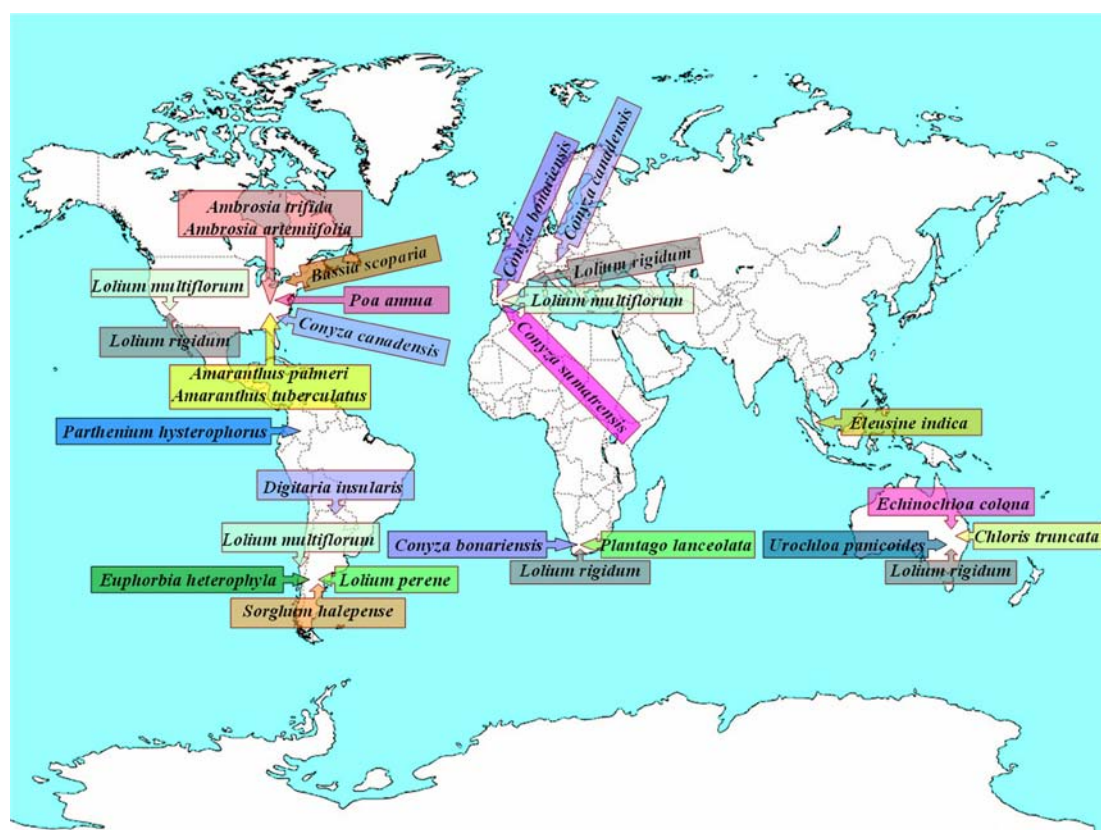 Conyza bonariensis
Conyza canadensis
Ambrosia trifida
Ambrosia artemiifolia
Bassia scoparia
Lolium rigidum
Lolium multiflorum
Poa annua
Lolium multiflorum
Lolium rigidum
Conyza canadensis
Conyza sumatrensis
Amaranthus palmeri
Amaranthus tuberculatus
Parthenium hysterophorus
Eleusine indica
Digitaria insularis
Echinochloa colona
Lolium multiflorum
Conyza bonariensis
Plantago lanceolata
Urochloa panicoides
Chloris truncata
Lolium rigidum
Lolium rigidum
Euphorbia heterophyla
Lolium perene
Sorghum halepense